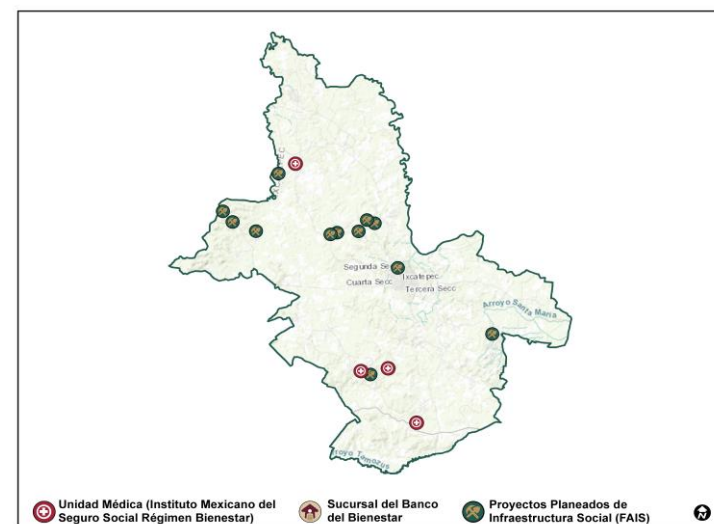 Segunda Se
Ixcatepec
Cuarta Secc
Tercera Secc
Arroyo Santa María
Unidad Médica (Instituto Mexicano del
Seguro Social Régimen Bienestar)
Sucursal del Banco
del Bienestar
Proyectos Planeados de
Infraestructura Social (FAIS)